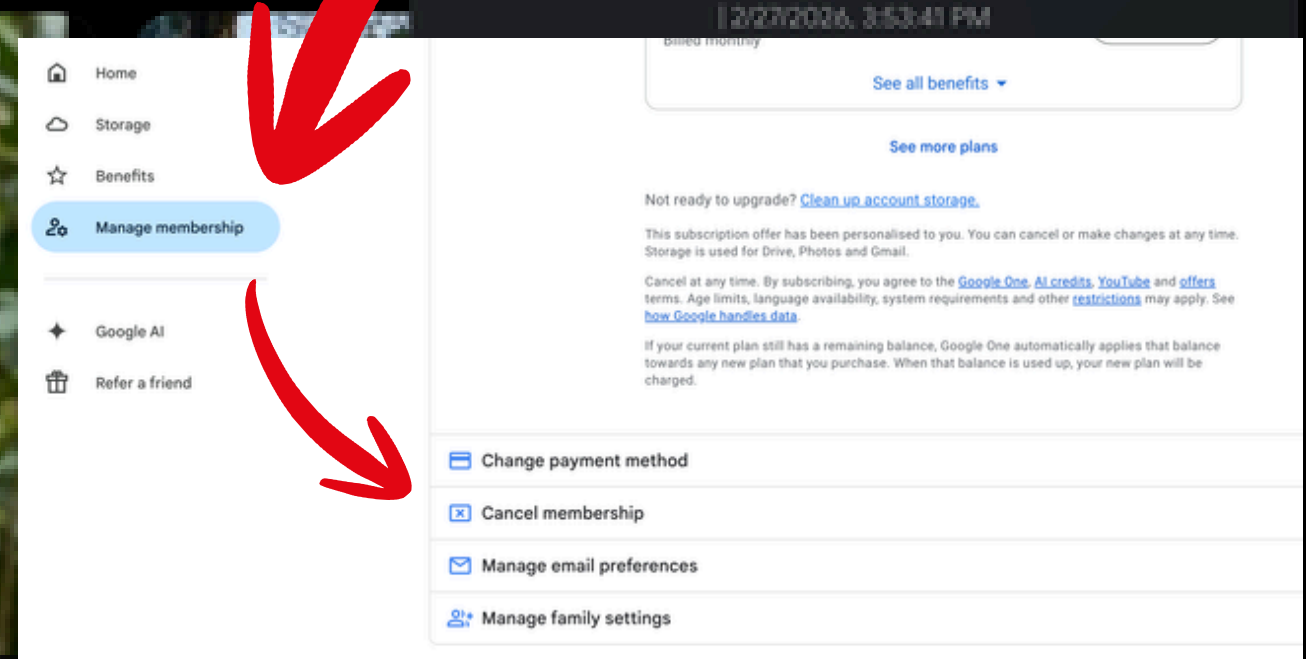 2/27/2026, 3:53:41 PM
Billed monthly
Home
Storage
Benefits
Manage membership
Google AI
Refer a friend
See all benefits
See more plans
Not ready to upgrade? Clean up account storage.
This subscription offer has been personalised to you. You can cancel or make changes at any time.
Storage is used for Drive, Photos and Gmail.
Cancel at any time. By subscribing, you agree to the Google One, AI credits, YouTube and offers
terms. Age limits, language availability, system requirements and other restrictions may apply. See
how Google handles data.
If your current plan still has a remaining balance, Google One automatically applies that balance
towards any new plan that you purchase. When that balance is used up, your new plan will be
charged.
Change payment method
Cancel membership
Manage email preferences
Manage family settings